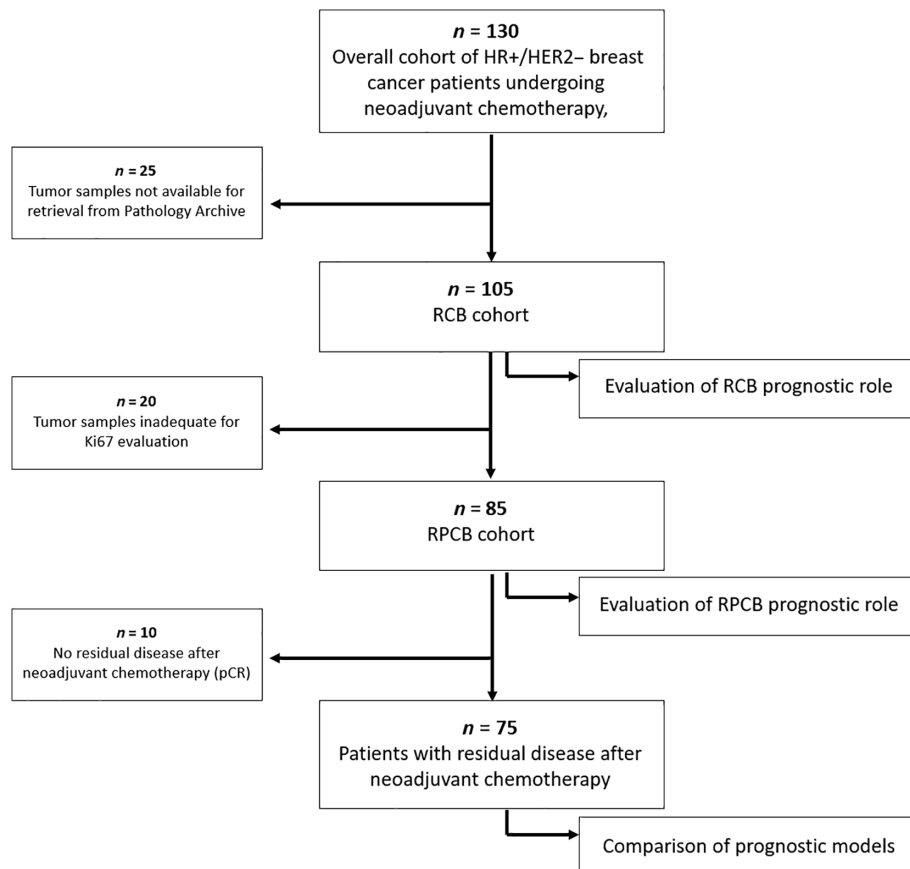 n = 130
Overall cohort of HR+/HER2− breast
cancer patients undergoing
neoadjuvant chemotherapy,
n = 25
Tumor samples not available for
retrieval from Pathology Archive
n = 105
RCB cohort
Evaluation of RCB prognostic role
n = 20
Tumor samples inadequate for
Ki67 evaluation
n = 85
RPCB cohort
Evaluation of RPCB prognostic role
n = 10
No residual disease after
neoadjuvant chemotherapy (pCR)
n = 75
Patients with residual disease after
neoadjuvant chemotherapy
Comparison of prognostic models